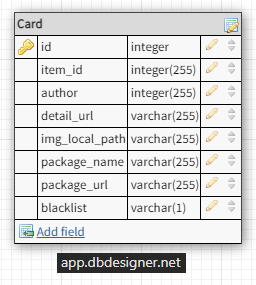 Card
id integer
item_id integer(255)
author integer(255)
detail_url varchar(255)
img_local_path varchar(255)
package_name varchar(255)
package_url varchar(255)
blacklist varchar(1)
Add field
app.dbdesigner.net